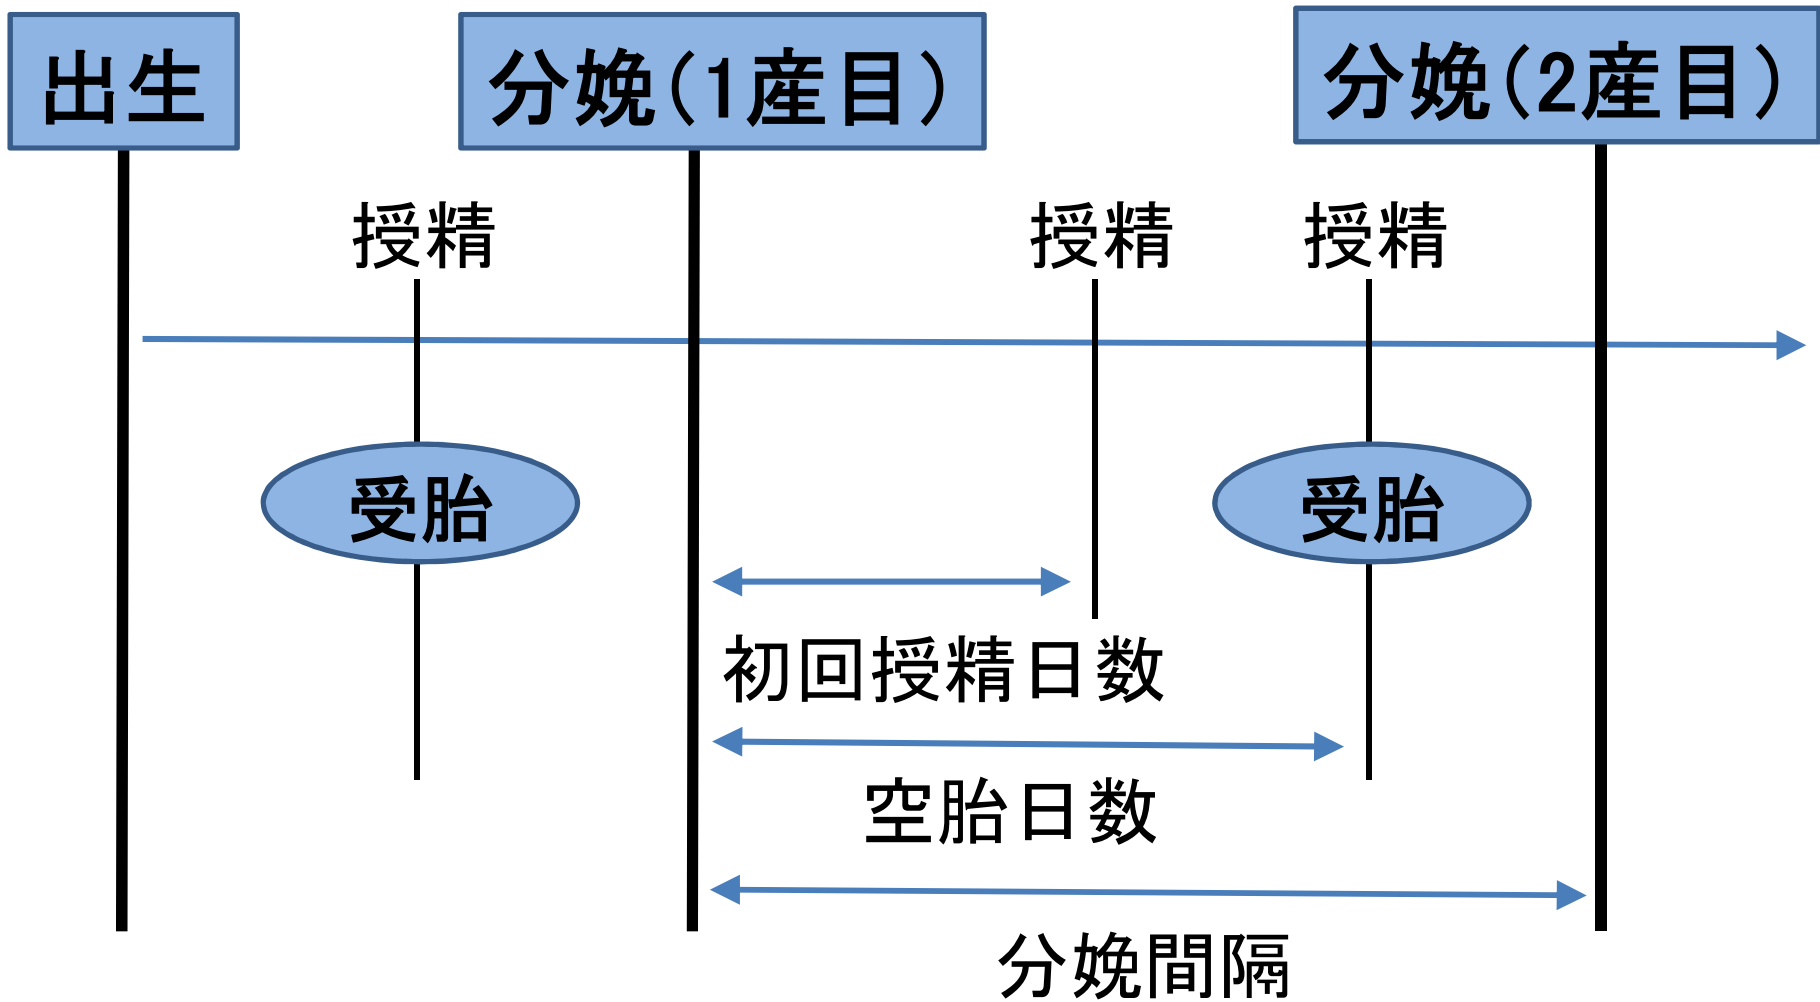 出生
分娩(1産目)
分娩(2産目)
授精
授精
授精
受胎
受胎
初回授精日数
空胎日数
分娩間隔